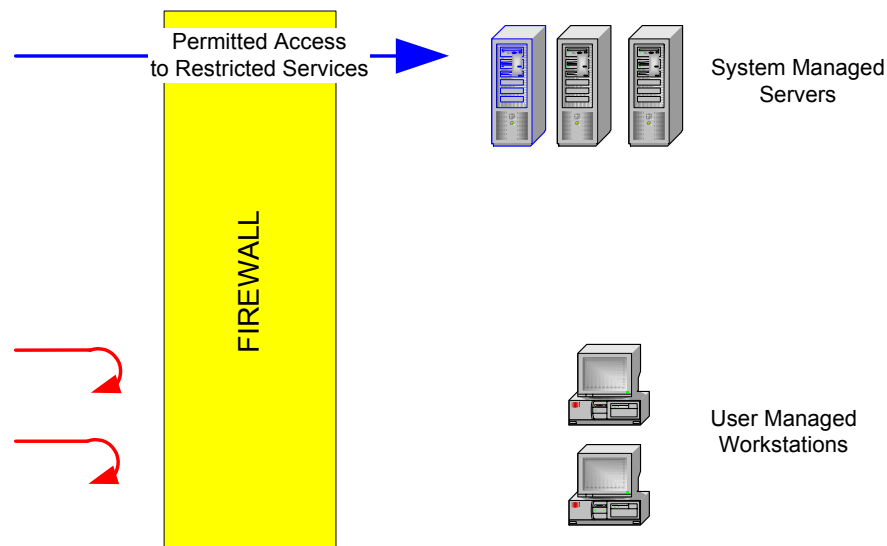 Permitted Access
to Restricted Services
System Managed
Servers
FIREWALL
User Managed
Workstations